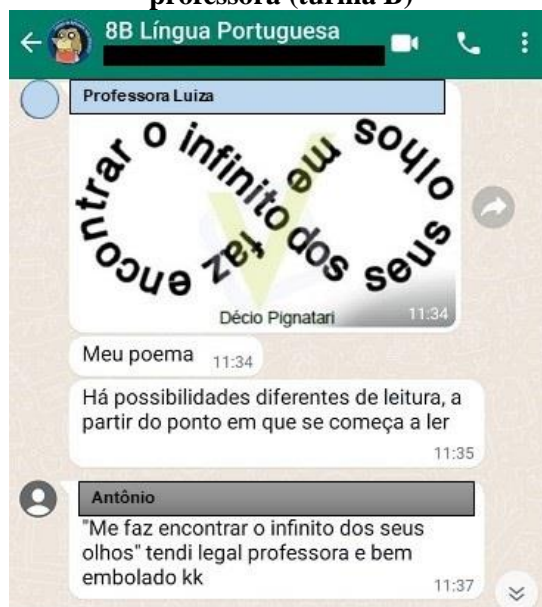 professora (turma B)
8B Língua Portuguesa
Professora Luiza
encontrar o infinito dos seus olhos me faz
Décio Pignatari
11:34
Meu poema 11:34
Há possibilidades diferentes de leitura, a
partir do ponto em que se começa a ler
11:35
Antônio
"Me faz encontrar o infinito dos seus
olhos" tendi legal professora e bem
embolado kk
11:37